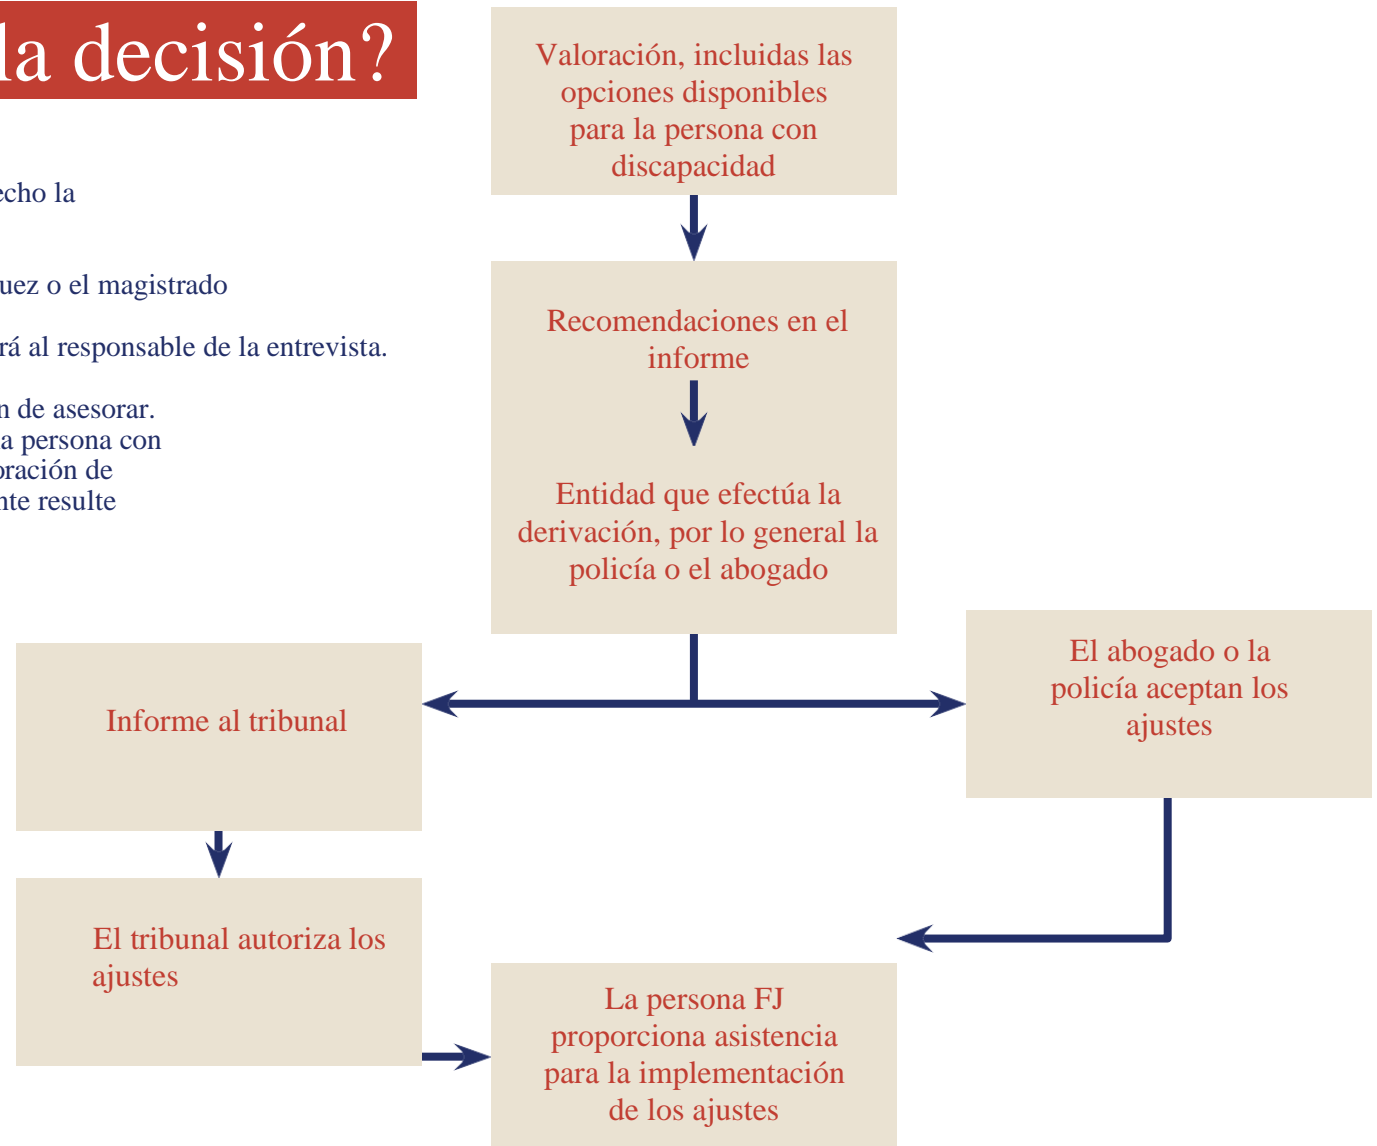 la decisión?
echo la
uez o el magistrado
rá al responsable de la entrevista.
n de asesorar.
a persona con
oración de
nte resulte
Valoración, incluidas las
opciones disponibles
para la persona con
discapacidad
Recomendaciones en el
informe
Entidad que efectúa la
derivación, por lo general la
policía o el abogado
Informe al tribunal
El abogado o la
policía aceptan los
ajustes
El tribunal autoriza los
ajustes
La persona FJ
proporciona asistencia
para la implementación
de los ajustes